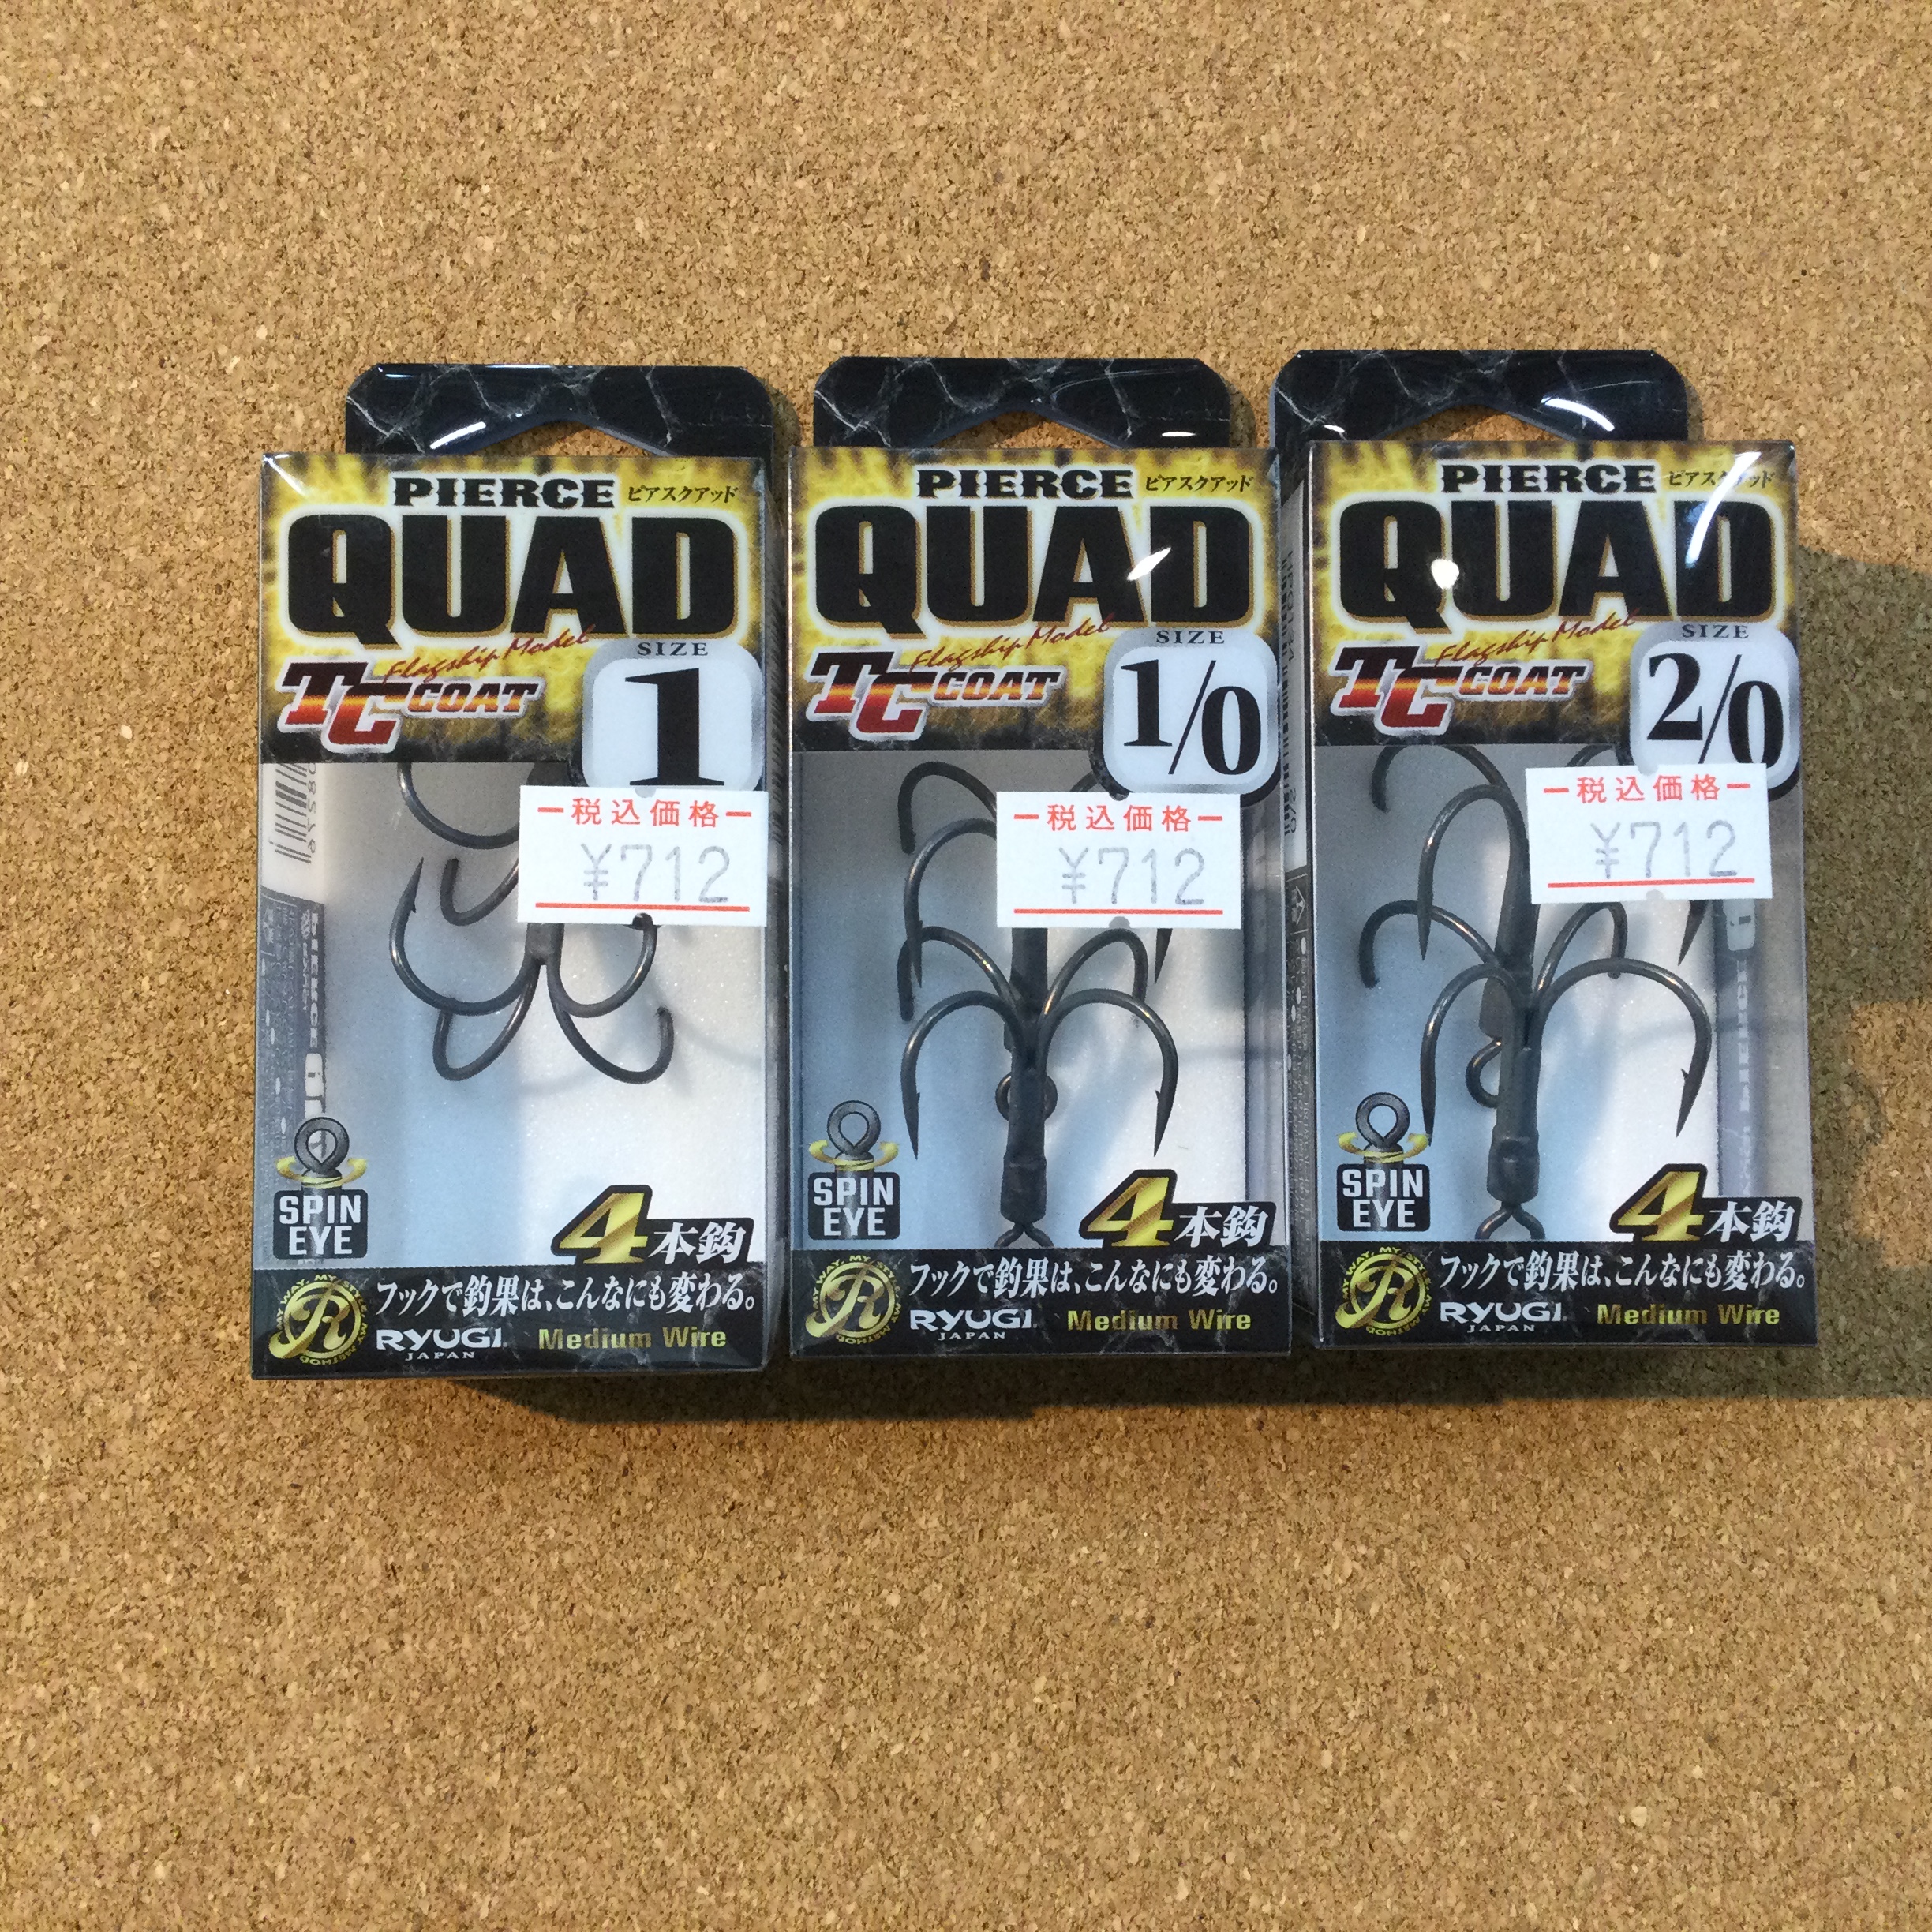 PIERCE ピアスクアッド
QUAD
Flagship Model
TC COAT
SIZE
1
税込価格
¥712
SPIN
EYE
4本鈎
フックで釣果は、こんなにも変わる。
R
RYUGI
JAPAN
Medium Wire
PIERCE ピアスクアッド
QUAD
Flagship Model
TC COAT
SIZE
1/0
税込価格
¥712
SPIN
EYE
4本鈎
フックで釣果は、こんなにも変わる。
R
RYUGI
JAPAN
Medium Wire
PIERCE ピアスクアッド
QUAD
Flagship Model
TC COAT
SIZE
2/0
税込価格
¥712
SPIN
EYE
4本鈎
フックで釣果は、こんなにも変わる。
R
RYUGI
JAPAN
Medium Wire